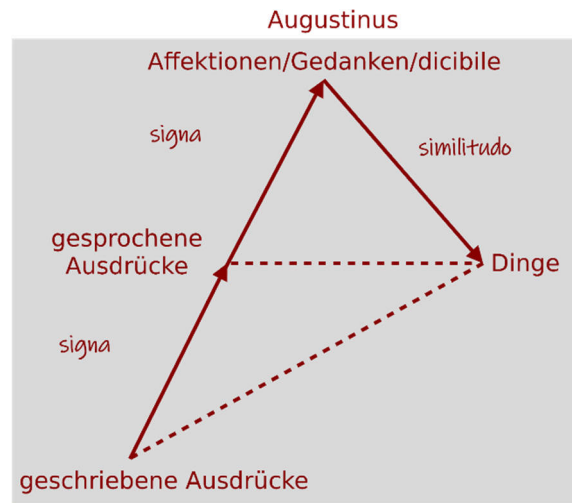 Augustinus
Affektionen/Gedanken/dicibile
signa
similitudo
gesprochene
Ausdrücke
Dinge
signa
geschriebene Ausdrücke